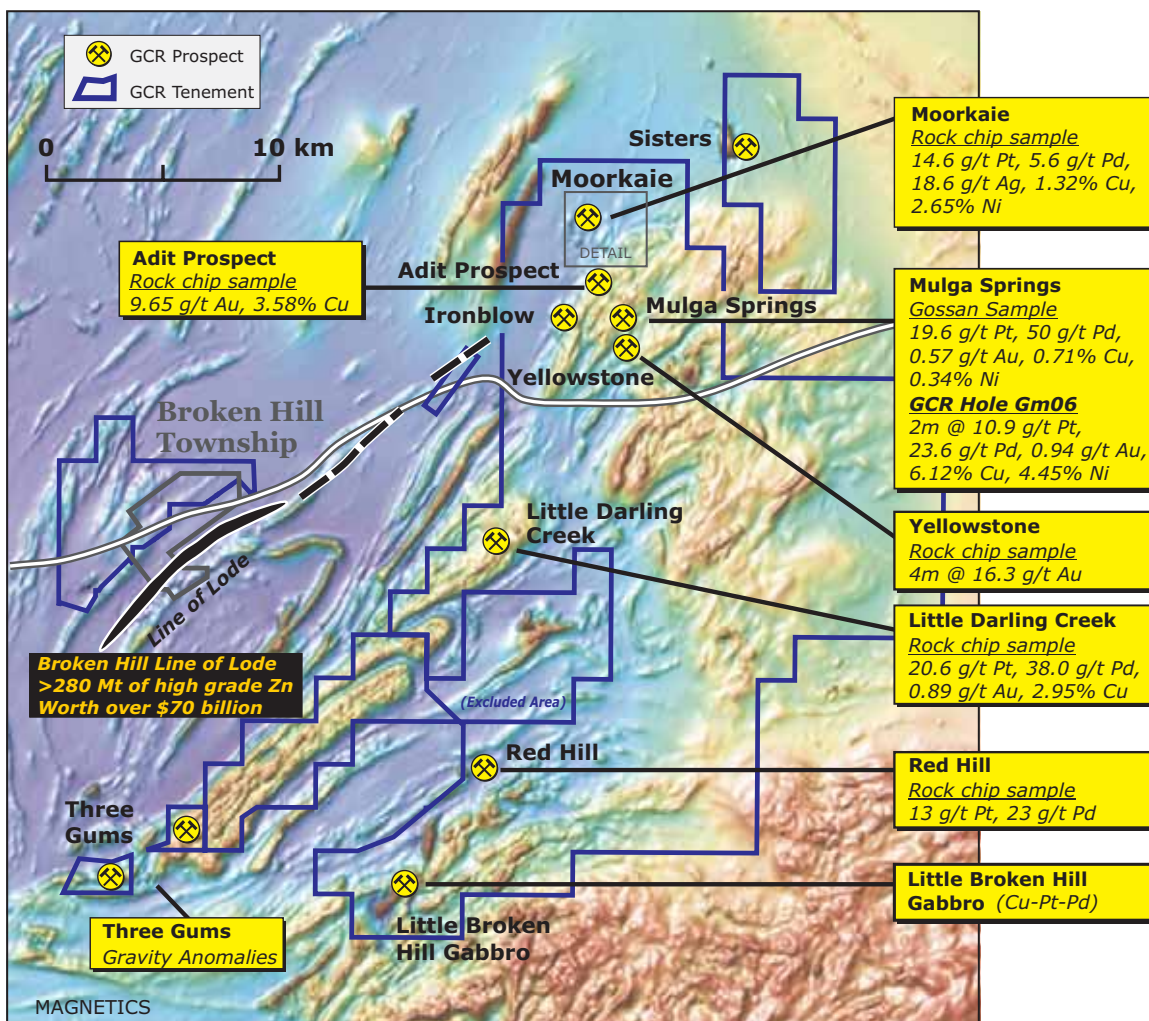 GCR Prospect
GCR Tenement
0 10 km
Sisters
Moorkaie
DETAIL
Adit Prospect
Ironblow
Mulga Springs
Yellowstone
Broken Hill
Township
Line of Lode
Little Darling
Creek
(Excluded Area)
Red Hill
Three
Gums
Little Broken
Hill Gabbro
MAGNETICS
Adit Prospect
Rock chip sample
9.65 g/t Au, 3.58% Cu
Broken Hill Line of Lode
>280 Mt of high grade Zn
Worth over $70 billion
Three Gums
Gravity Anomalies
Moorkaie
Rock chip sample
14.6 g/t Pt, 5.6 g/t Pd,
18.6 g/t Ag, 1.32% Cu,
2.65% Ni
Mulga Springs
Gossan Sample
19.6 g/t Pt, 50 g/t Pd,
0.57 g/t Au, 0.71% Cu,
0.34% Ni
GCR Hole Gm06
2m @ 10.9 g/t Pt,
23.6 g/t Pd, 0.94 g/t Au,
6.12% Cu, 4.45% Ni
Yellowstone
Rock chip sample
4m @ 16.3 g/t Au
Little Darling Creek
Rock chip sample
20.6 g/t Pt, 38.0 g/t Pd,
0.89 g/t Au, 2.95% Cu
Red Hill
Rock chip sample
13 g/t Pt, 23 g/t Pd
Little Broken Hill
Gabbro (Cu-Pt-Pd)